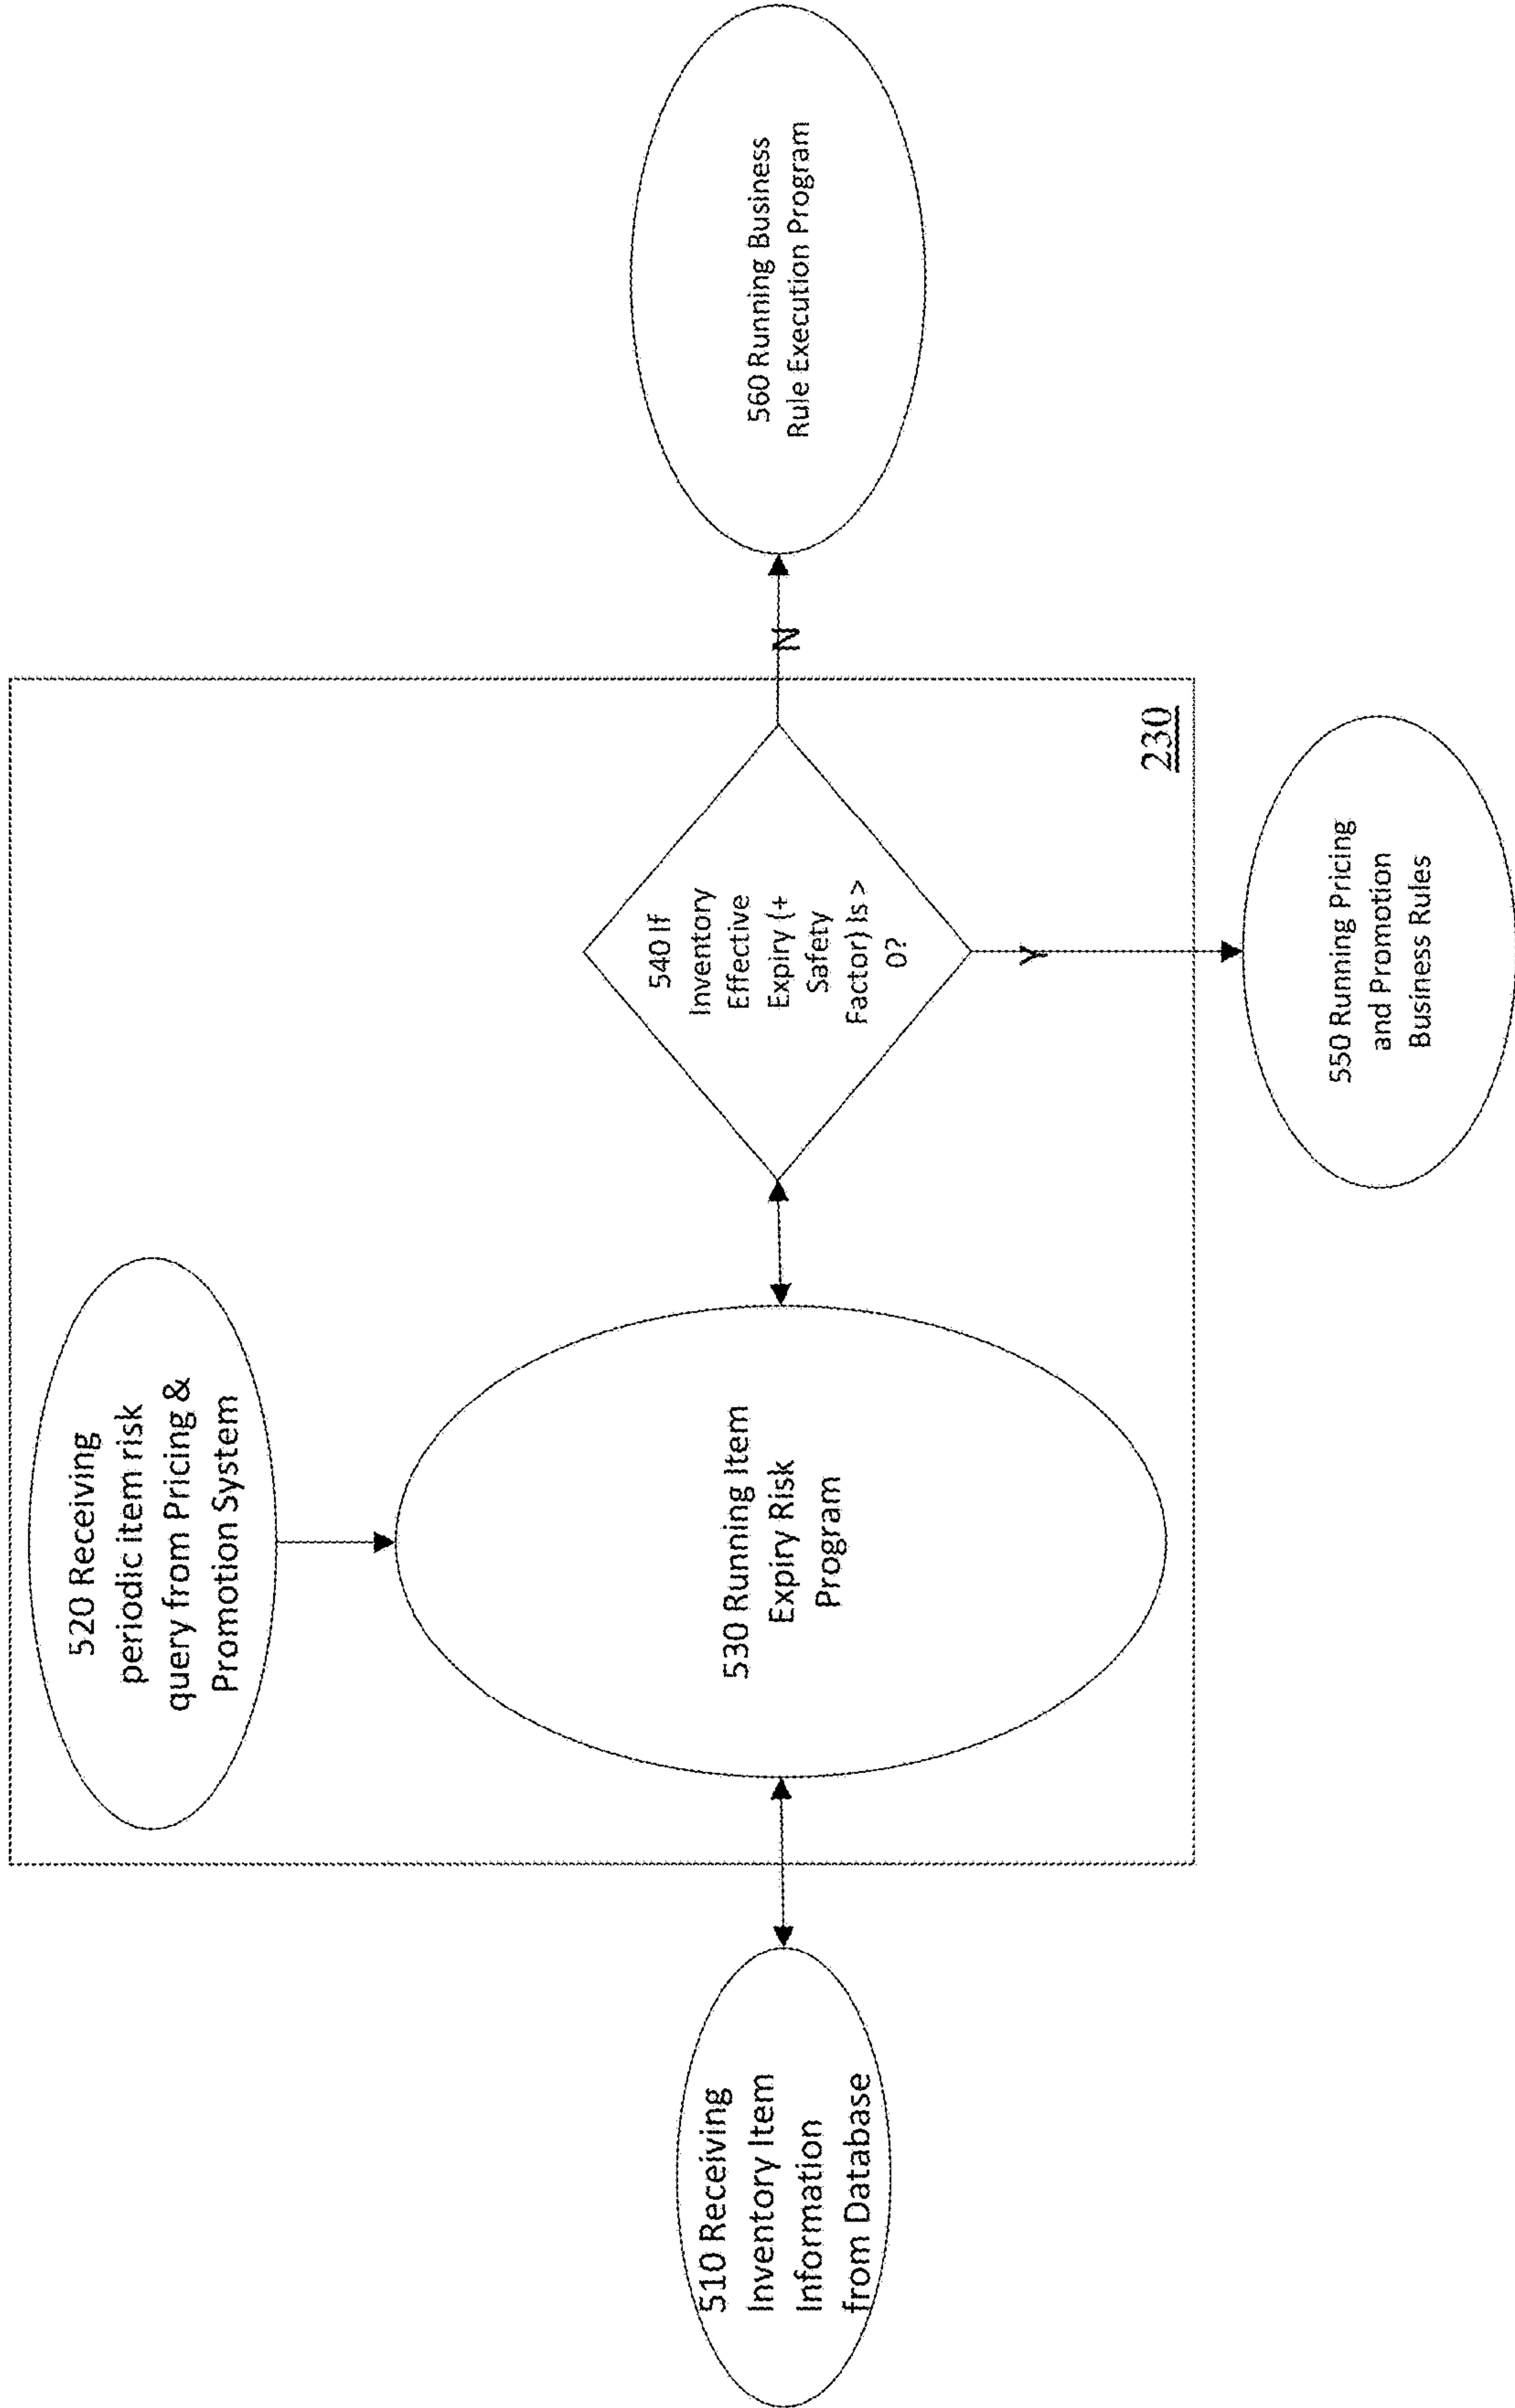 520 Receiving
periodic item risk
query from Pricing &
Promotion System
510 Receiving
Inventory Item
Information
from Database
530 Running Item
Expiry Risk
Program
540 If
Inventory
Effective
Expiry (+
Safety
Factor) Is >
0?
N
560 Running Business
Rule Execution Program
Y
230
550 Running Pricing
and Promotion
Business Rules